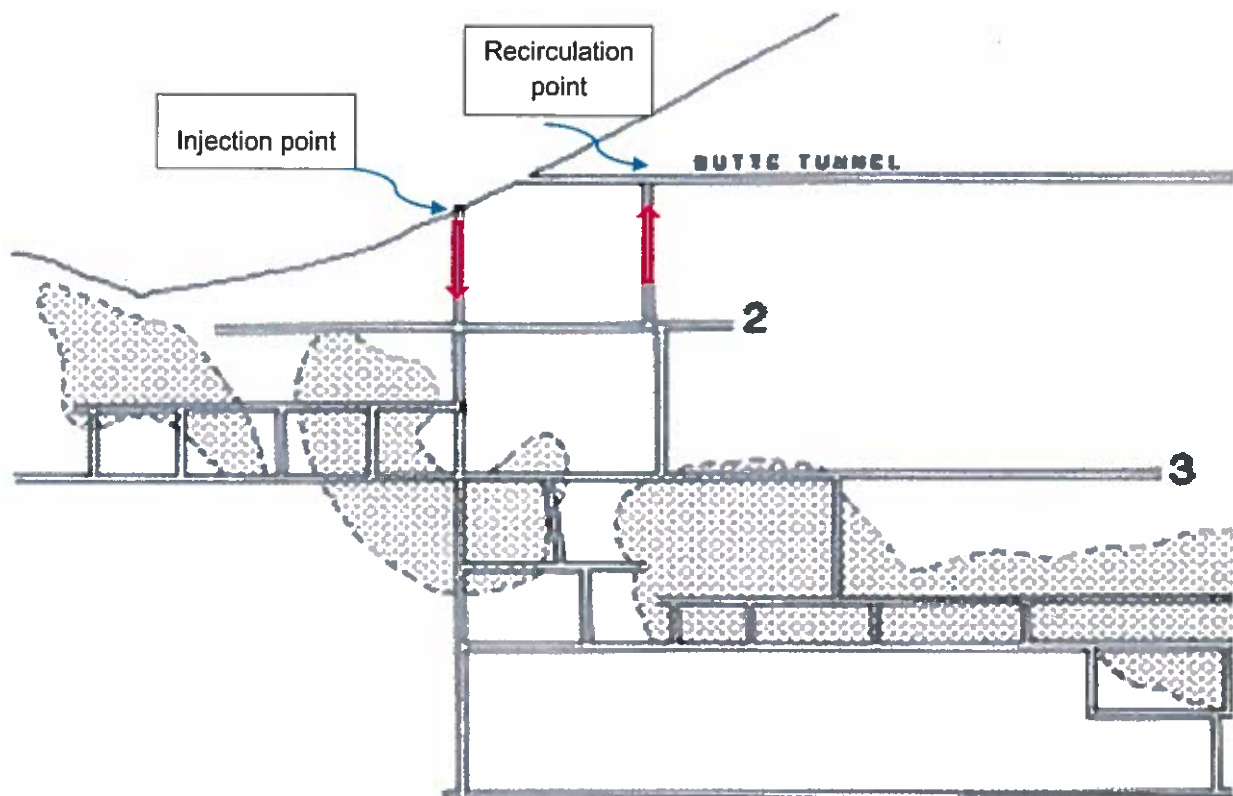 Recirculation
point
Injection point
BUTTE TUNNEL
2
3